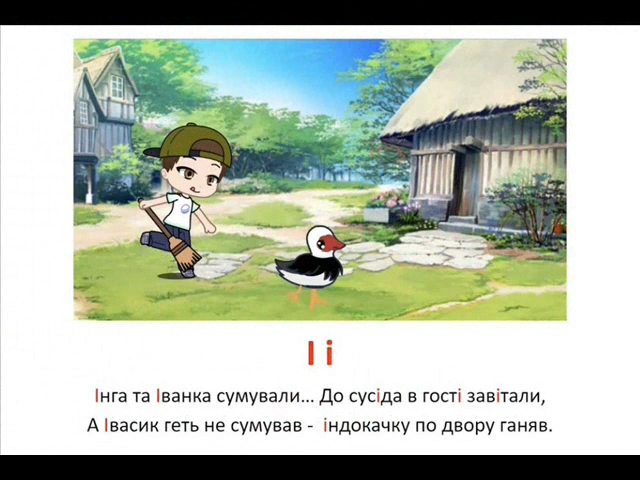 І і
Інга та Іванка сумували... До сусіда в гості завітали,
А Івасик геть не сумував - індокачку по двору ганяв.